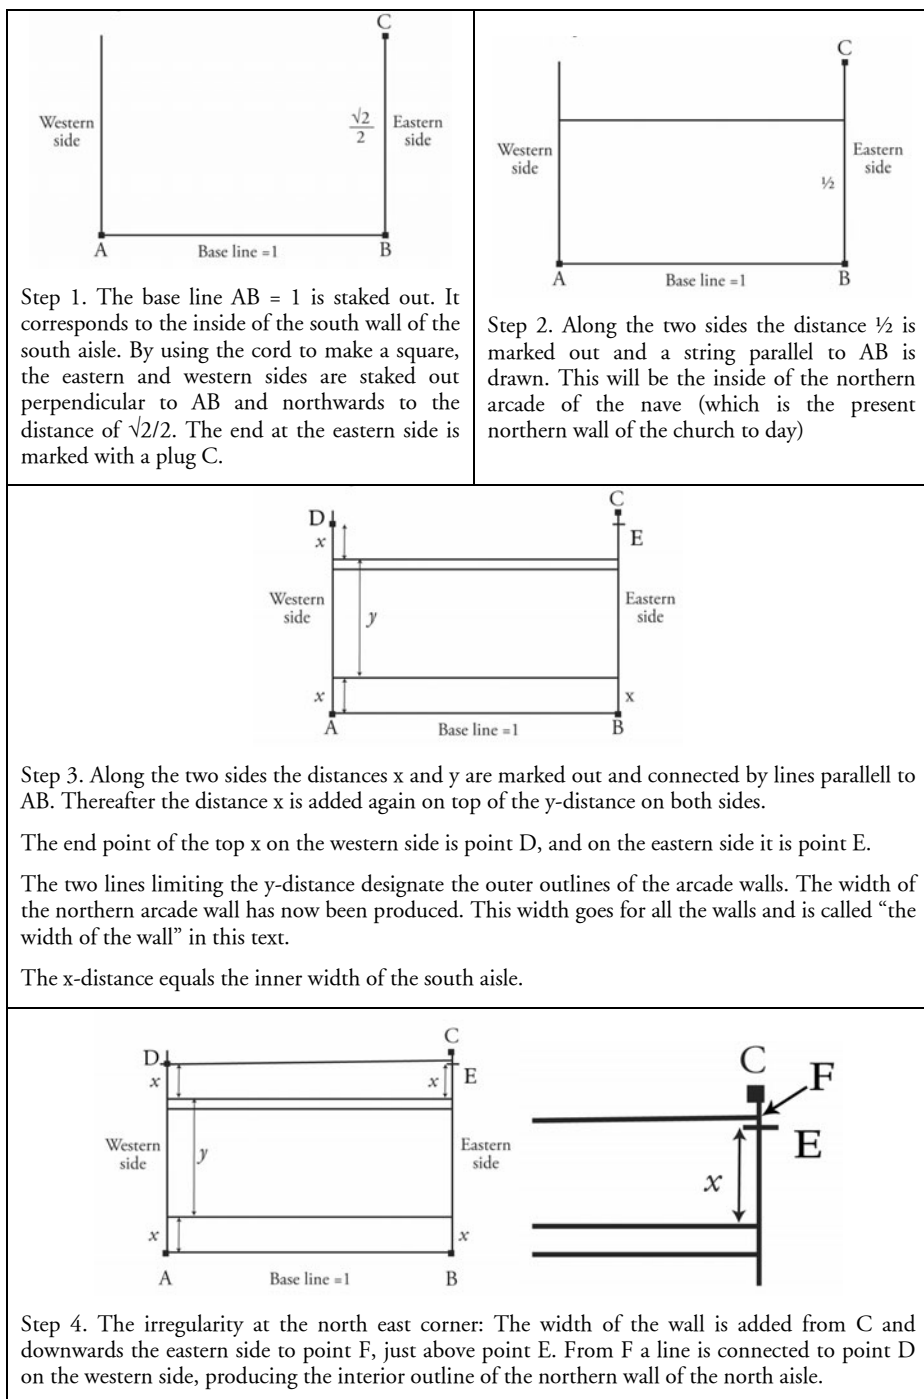 C
Western
side
√2
2
Eastern
side
A
Base line =1
B
Step 1. The base line AB = 1 is staked out. It
corresponds to the inside of the south wall of the
south aisle. By using the cord to make a square,
the eastern and western sides are staked out
perpendicular to AB and northwards to the
distance of √2/2. The end at the eastern side is
marked with a plug C.
C
Western
side
Eastern
side
½
A
Base line =1
B
Step 2. Along the two sides the distance ½ is
marked out and a string parallel to AB is
drawn. This will be the inside of the northern
arcade of the nave (which is the present
northern wall of the church to day)
C
D
x
E
Western
side
y
Eastern
side
x
x
A
Base line =1
B
Step 3. Along the two sides the distances x and y are marked out and connected by lines parallell to
AB. Thereafter the distance x is added again on top of the y-distance on both sides.
The end point of the top x on the western side is point D, and on the eastern side it is point E.
The two lines limiting the y-distance designate the outer outlines of the arcade walls. The width of
the northern arcade wall has now been produced. This width goes for all the walls and is called “the
width of the wall” in this text.
The x-distance equals the inner width of the south aisle.
C
D
x
x
E
Western
side
y
Eastern
side
x
x
A
Base line =1
B
C
F
E
x
Step 4. The irregularity at the north east corner: The width of the wall is added from C and
downwards the eastern side to point F, just above point E. From F a line is connected to point D
on the western side, producing the interior outline of the northern wall of the north aisle.